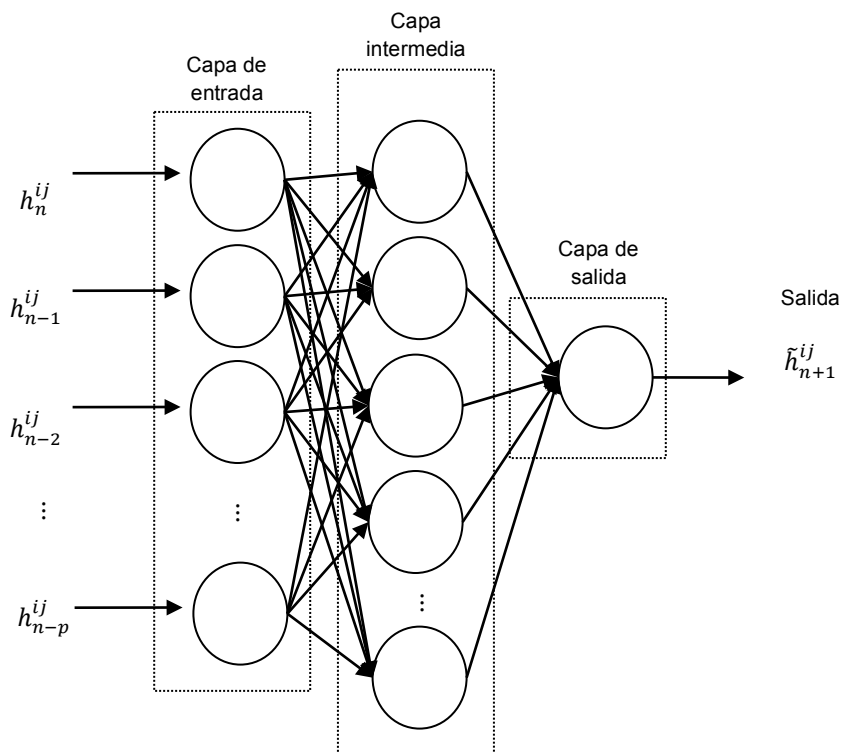 Capa
intermedia
Capa de
entrada
Capa de
salida
Salida
h_n^{ij}
h_{n-1}^{ij}
h_{n-2}^{ij}
⋮
h_{n-p}^{ij}
⋮
⋮
h̃_{n+1}^{ij}